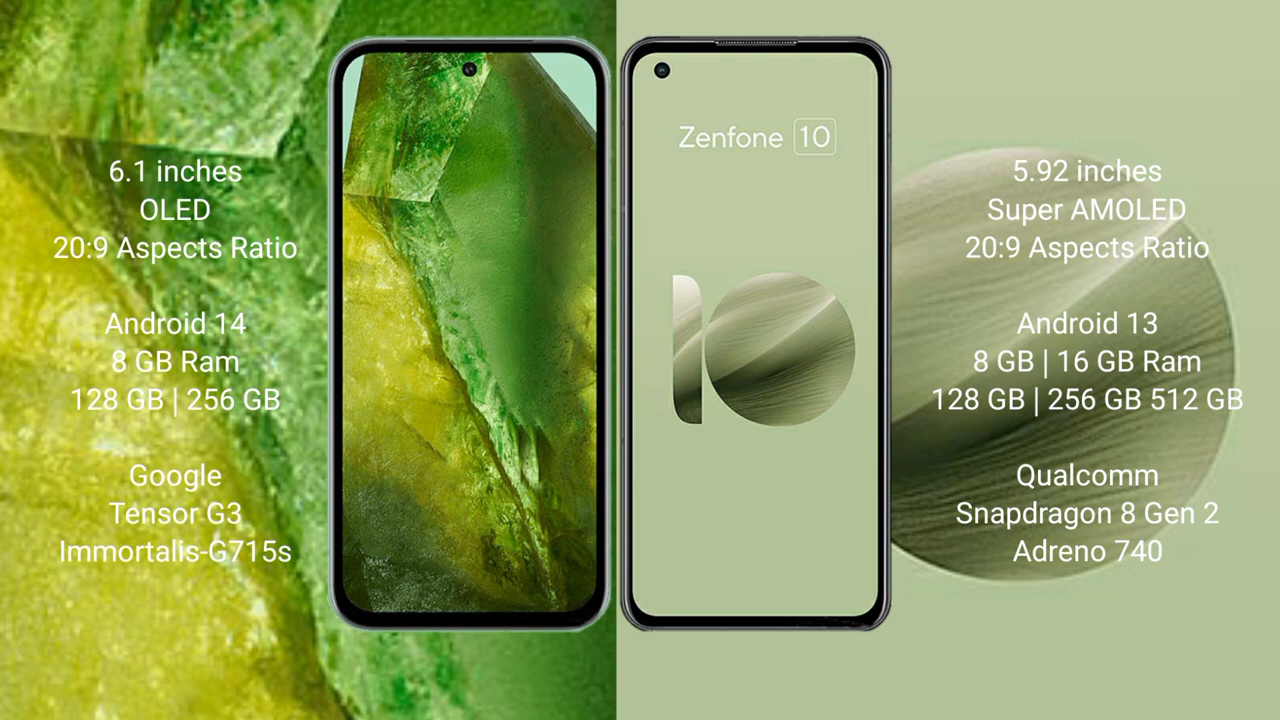 6.1 inches
OLED
20:9 Aspects Ratio
Android 14
8 GB Ram
128 GB | 256 GB
Google
Tensor G3
Immortalis-G715s
Zenfone 10
10
5.92 inches
Super AMOLED
20:9 Aspects Ratio
Android 13
8 GB | 16 GB Ram
128 GB | 256 GB 512 GB
Qualcomm
Snapdragon 8 Gen 2
Adreno 740